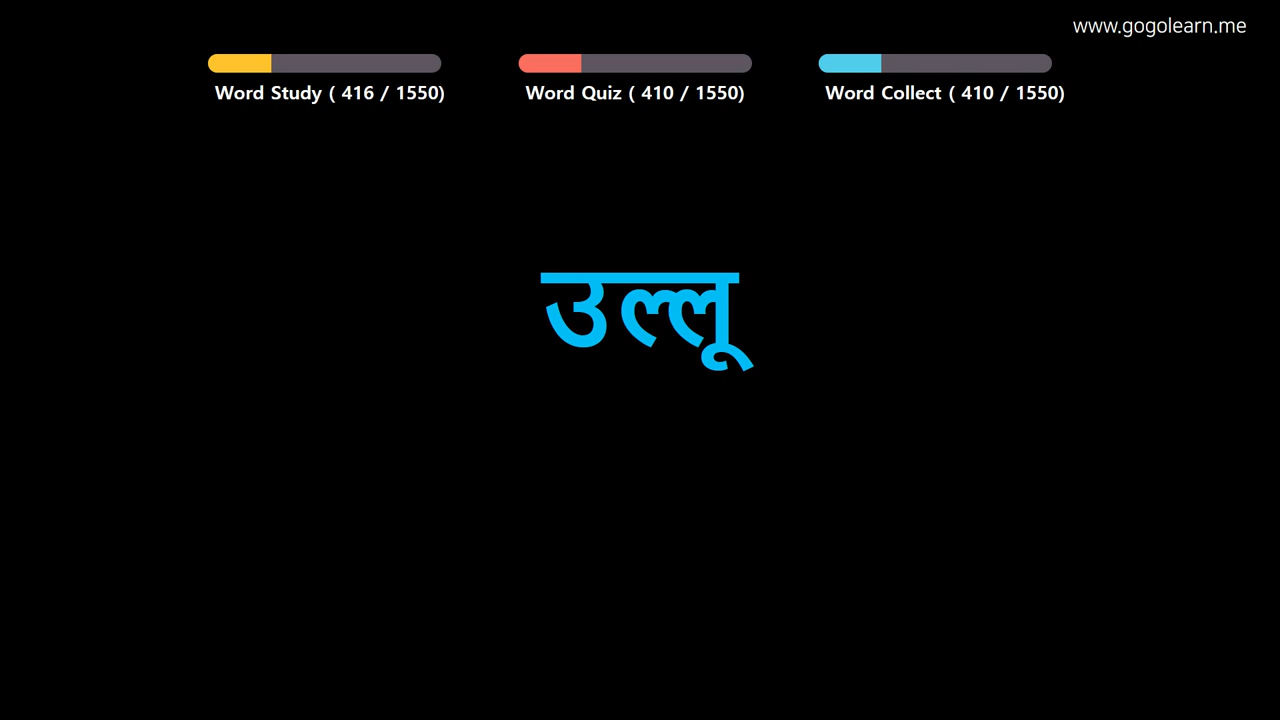 www.gogolearn.me
Word Study ( 416 / 1550)
Word Quiz ( 410 / 1550)
Word Collect ( 410 / 1550)
उल्लू